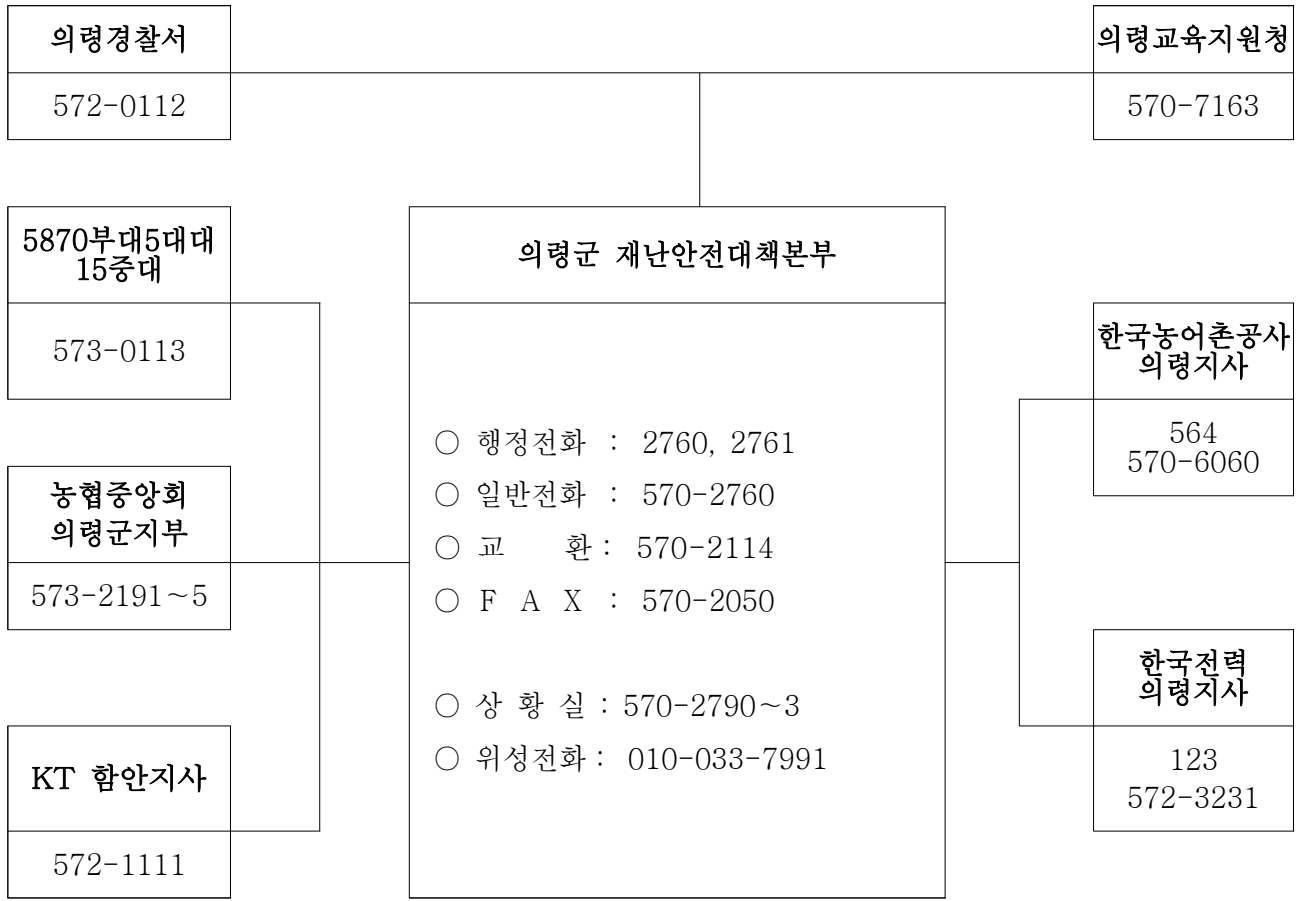 의령경찰서
572-0112
의령교육지원청
570-7163
5870부대5대대
15중대
573-0113
농협중앙회
의령군지부
573-2191~5
KT 함안지사
572-1111
의령군 재난안전대책본부
○ 행정전화 : 2760, 2761
○ 일반전화 : 570-2760
○ 교 환 : 570-2114
○ F A X : 570-2050
○ 상 황 실 : 570-2790~3
○ 위성전화 : 010-033-7991
한국농어촌공사
의령지사
564
570-6060
한국전력
의령지사
123
572-3231